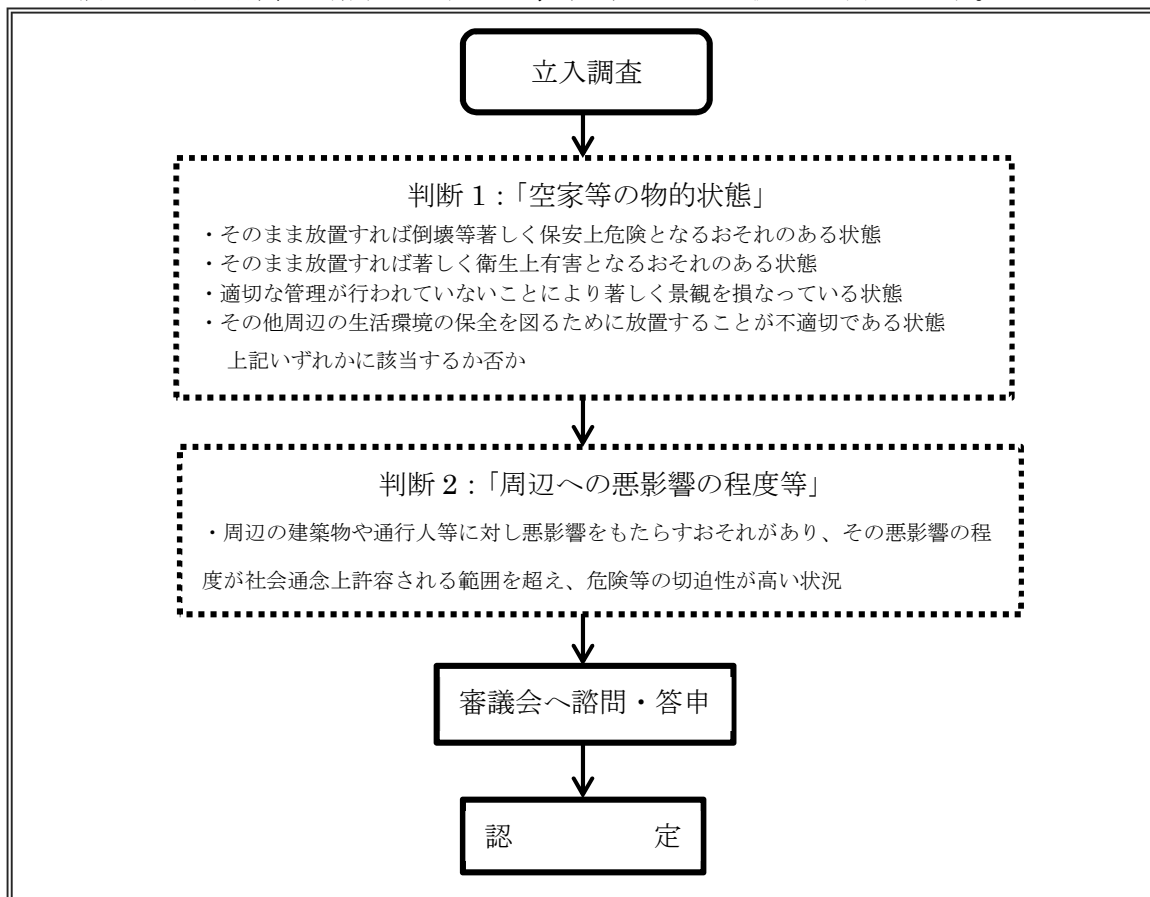 立入調査
判断 1：「空家等の物的状態」
・そのまま放置すれば倒壊等著しく保安上危険となるおそれのある状態
・そのまま放置すれば著しく衛生上有害となるおそれのある状態
・適切な管理が行われていないことにより著しく景観を損なっている状態
・その他周辺の生活環境の保全を図るために放置することが不適切である状態
上記いずれかに該当するか否か
判断 2：「周辺への悪影響の程度等」
・周辺の建築物や通行人等に対し悪影響をもたらすおそれがあり、その悪影響の程
度が社会通念上許容される範囲を超え、危険等の切迫性が高い状況
審議会へ諮問・答申
認　　　　　定